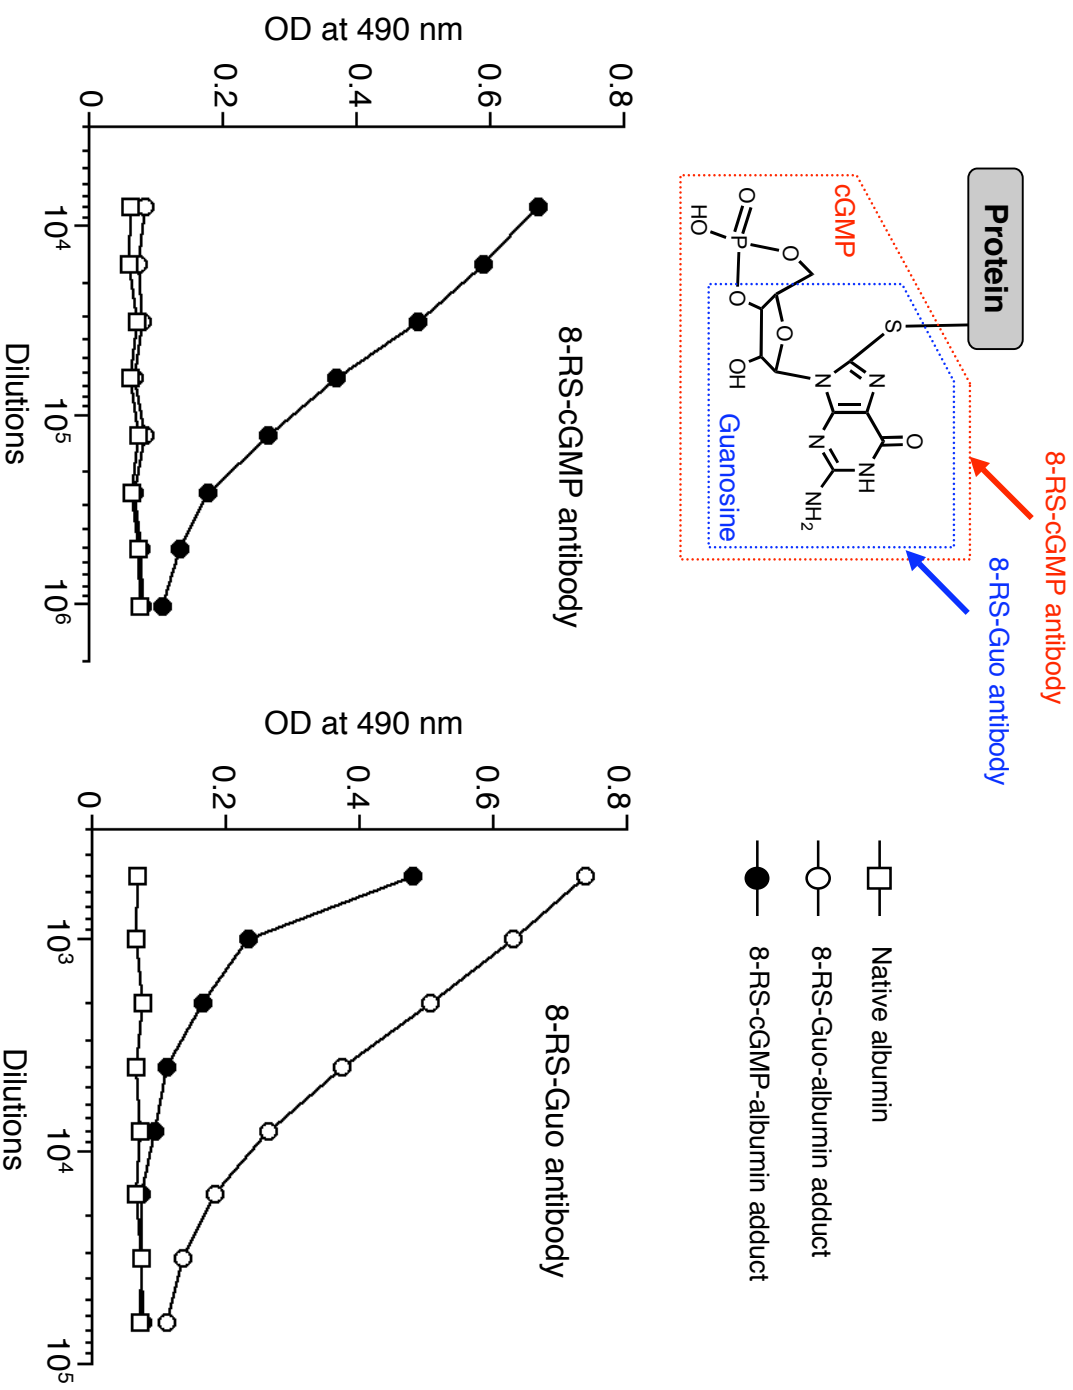 Protein
8-RS-cGMP antibody
8-RS-Guo antibody
cGMP
Guanosine
S
O
N
NH
N
N
NH2
O
P
HO
O
O
O
OH
Native albumin
8-RS-Guo-albumin adduct
8-RS-cGMP-albumin adduct
8-RS-cGMP antibody
OD at 490 nm
0.8
0.6
0.4
0.2
0
10^4
10^5
10^6
Dilutions
8-RS-Guo antibody
OD at 490 nm
0.8
0.6
0.4
0.2
0
10^3
10^4
10^5
Dilutions